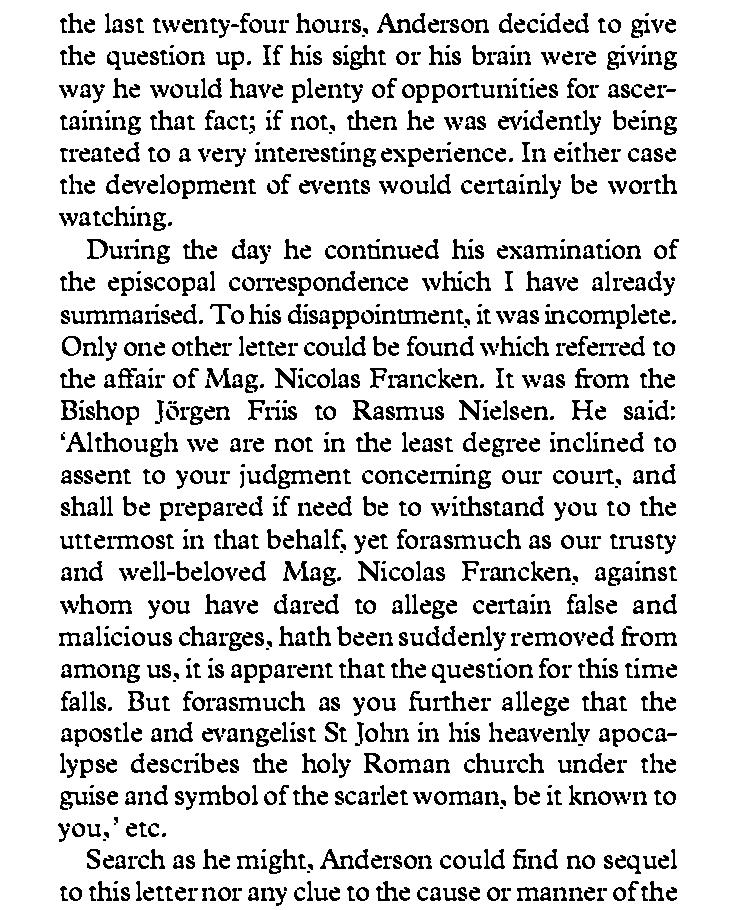 the last twenty-four hours, Anderson decided to give
the question up. If his sight or his brain were giving
way he would have plenty of opportunities for ascer-
taining that fact; if not, then he was evidently being
treated to a very interesting experience. In either case
the development of events would certainly be worth
watching.
During the day he continued his examination of
the episcopal correspondence which I have already
summarised. To his disappointment, it was incomplete.
Only one other letter could be found which referred to
the affair of Mag. Nicolas Francken. It was from the
Bishop Jörgen Friis to Rasmus Nielsen. He said:
‘Although we are not in the least degree inclined to
assent to your judgment concerning our court, and
shall be prepared if need be to withstand you to the
uttermost in that behalf, yet forasmuch as our trusty
and well-beloved Mag. Nicolas Francken, against
whom you have dared to allege certain false and
malicious charges, hath been suddenly removed from
among us, it is apparent that the question for this time
falls. But forasmuch as you further allege that the
apostle and evangelist St John in his heavenly apoca-
lypse describes the holy Roman church under the
guise and symbol of the scarlet woman, be it known to
you,’ etc.
Search as he might, Anderson could find no sequel
to this letter nor any clue to the cause or manner of the